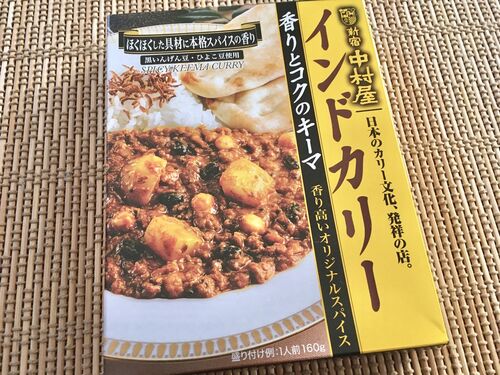 新宿
中村屋
インドカリー
日本のカリー文化、発祥の店。
香りとコクのキーマ
香り高いオリジナルスパイス
ほくほくした具材に本格スパイスの香り
黒いんげん豆・ひよこ豆使用
SPICY KEEMA CURRY
盛り付け例:1人前160g